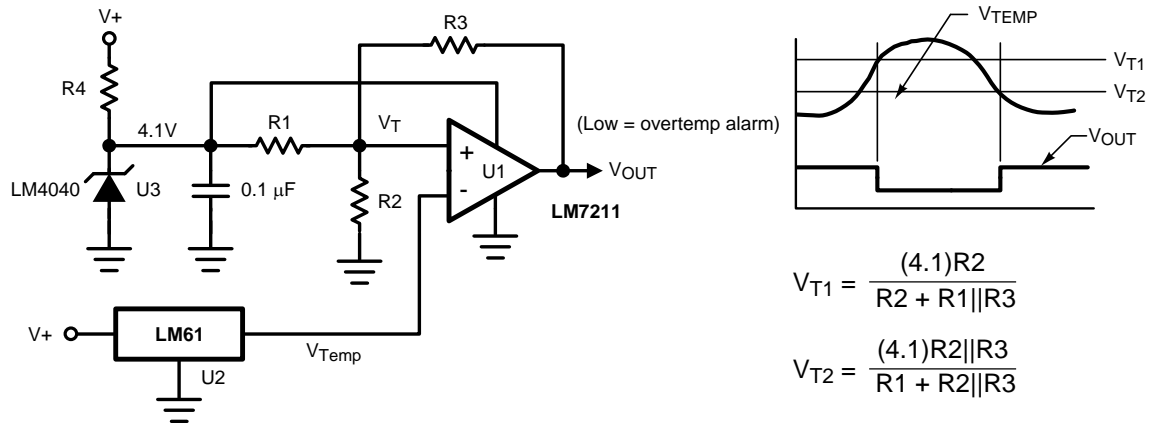 V+
R3
R4
4.1V
R1
VT
(Low = overtemp alarm)
+
U1
-
VOUT
LM4040
U3
0.1 μF
R2
LM7211
V+
LM61
VTemp
U2
VTEMP
VT1
VT2
VOUT
VT1 = (4.1)R2 / R2 + R1||R3
VT2 = (4.1)R2||R3 / R1 + R2||R3